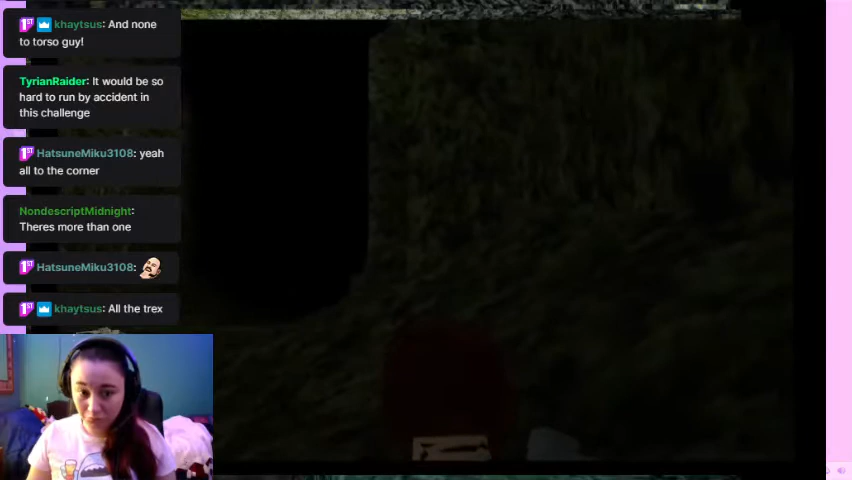 khaytsus: And none
to torso guy!
TyrianRaider: It would be so
hard to run by accident in
this challenge
HatsuneMiku3108: yeah
all to the corner
NondescriptMidnight:
Theres more than one
HatsuneMiku3108:
khaytsus: All the trex